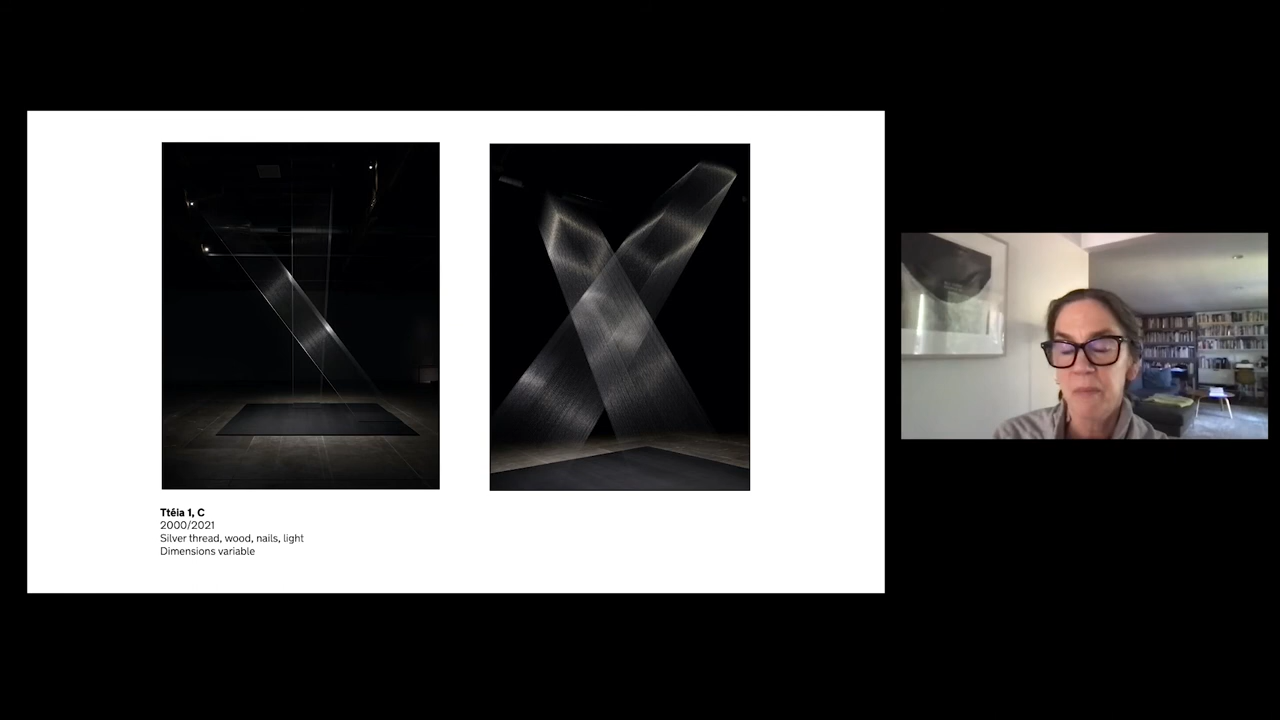 Ttéia 1, C
2000/2021
Silver thread, wood, nails, light
Dimensions variable